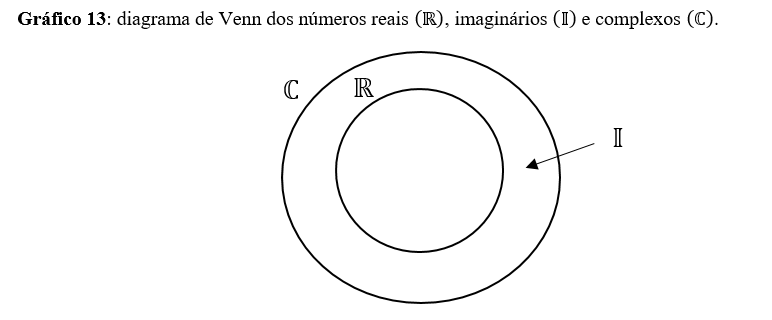 Gráfico 13: diagrama de Venn dos números reais (ℝ), imaginários (𝕀) e complexos (ℂ).
ℂ
ℝ
𝕀